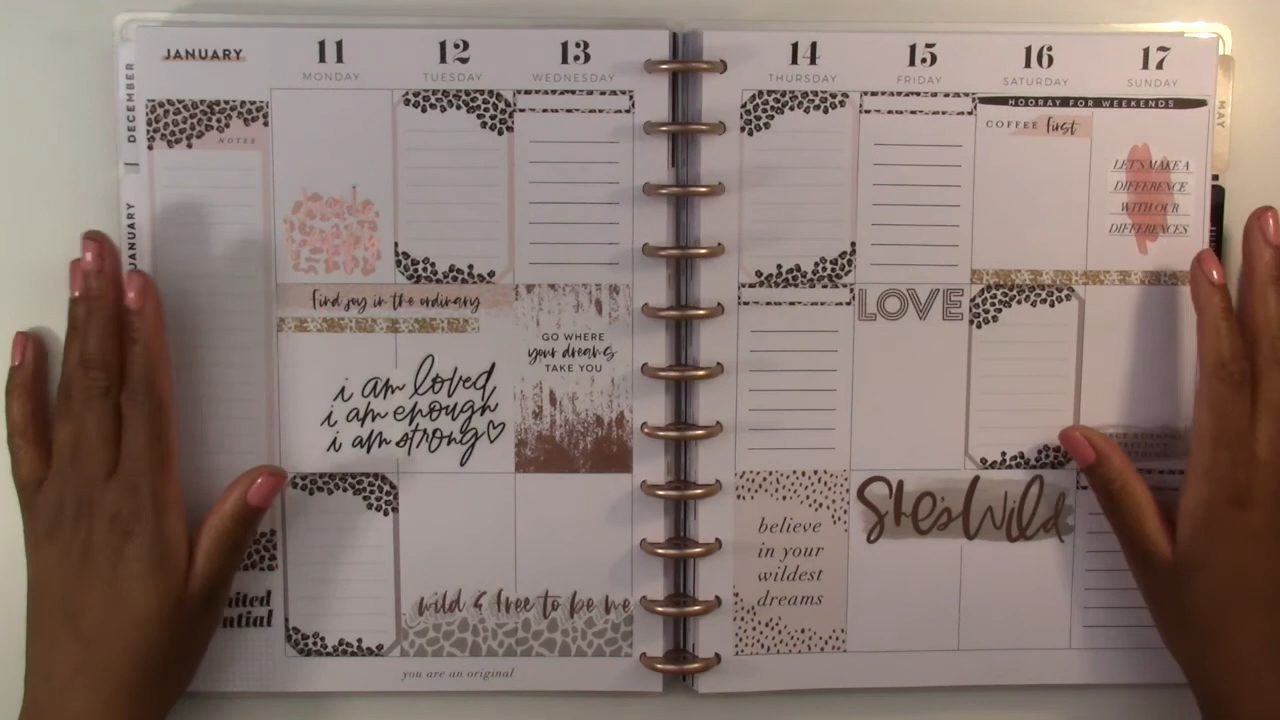 JANUARY
11
MONDAY
12
TUESDAY
13
WEDNESDAY
14
THURSDAY
15
FRIDAY
16
SATURDAY
17
SUNDAY
DECEMBER
JANUARY
MAY
NOTES
HOORAY FOR WEEKENDS
COFFEE first
LET'S MAKE A
DIFFERENCE
WITH OUR
DIFFERENCES
find joy in the ordinary
GO WHERE
your dreams
TAKE YOU
i am loved
i am enough
i am strong
LOVE
believe
in your
wildest
dreams
She's Wild
wild & free to be me
you are an original